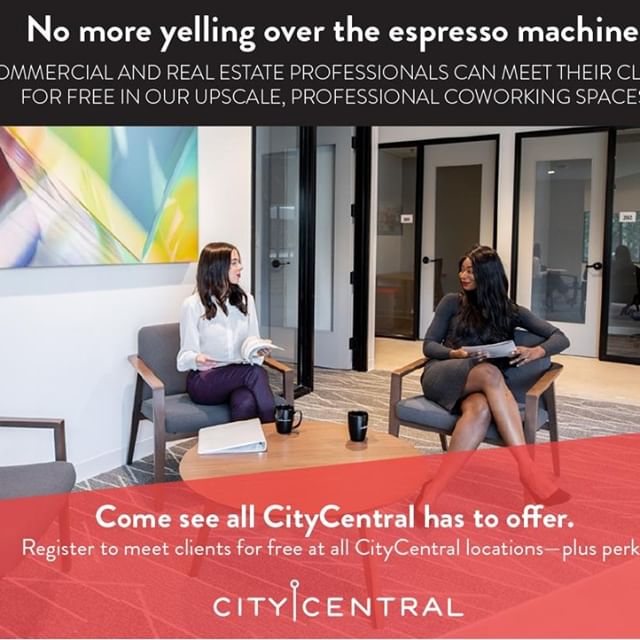 No more yelling over the espresso machine
OMMERCIAL AND REAL ESTATE PROFESSIONALS CAN MEET THEIR CL
FOR FREE IN OUR UPSCALE, PROFESSIONAL COWORKING SPACES
202
Come see all CityCentral has to offer.
Register to meet clients for free at all CityCentral locations—plus perk
CITY CENTRAL